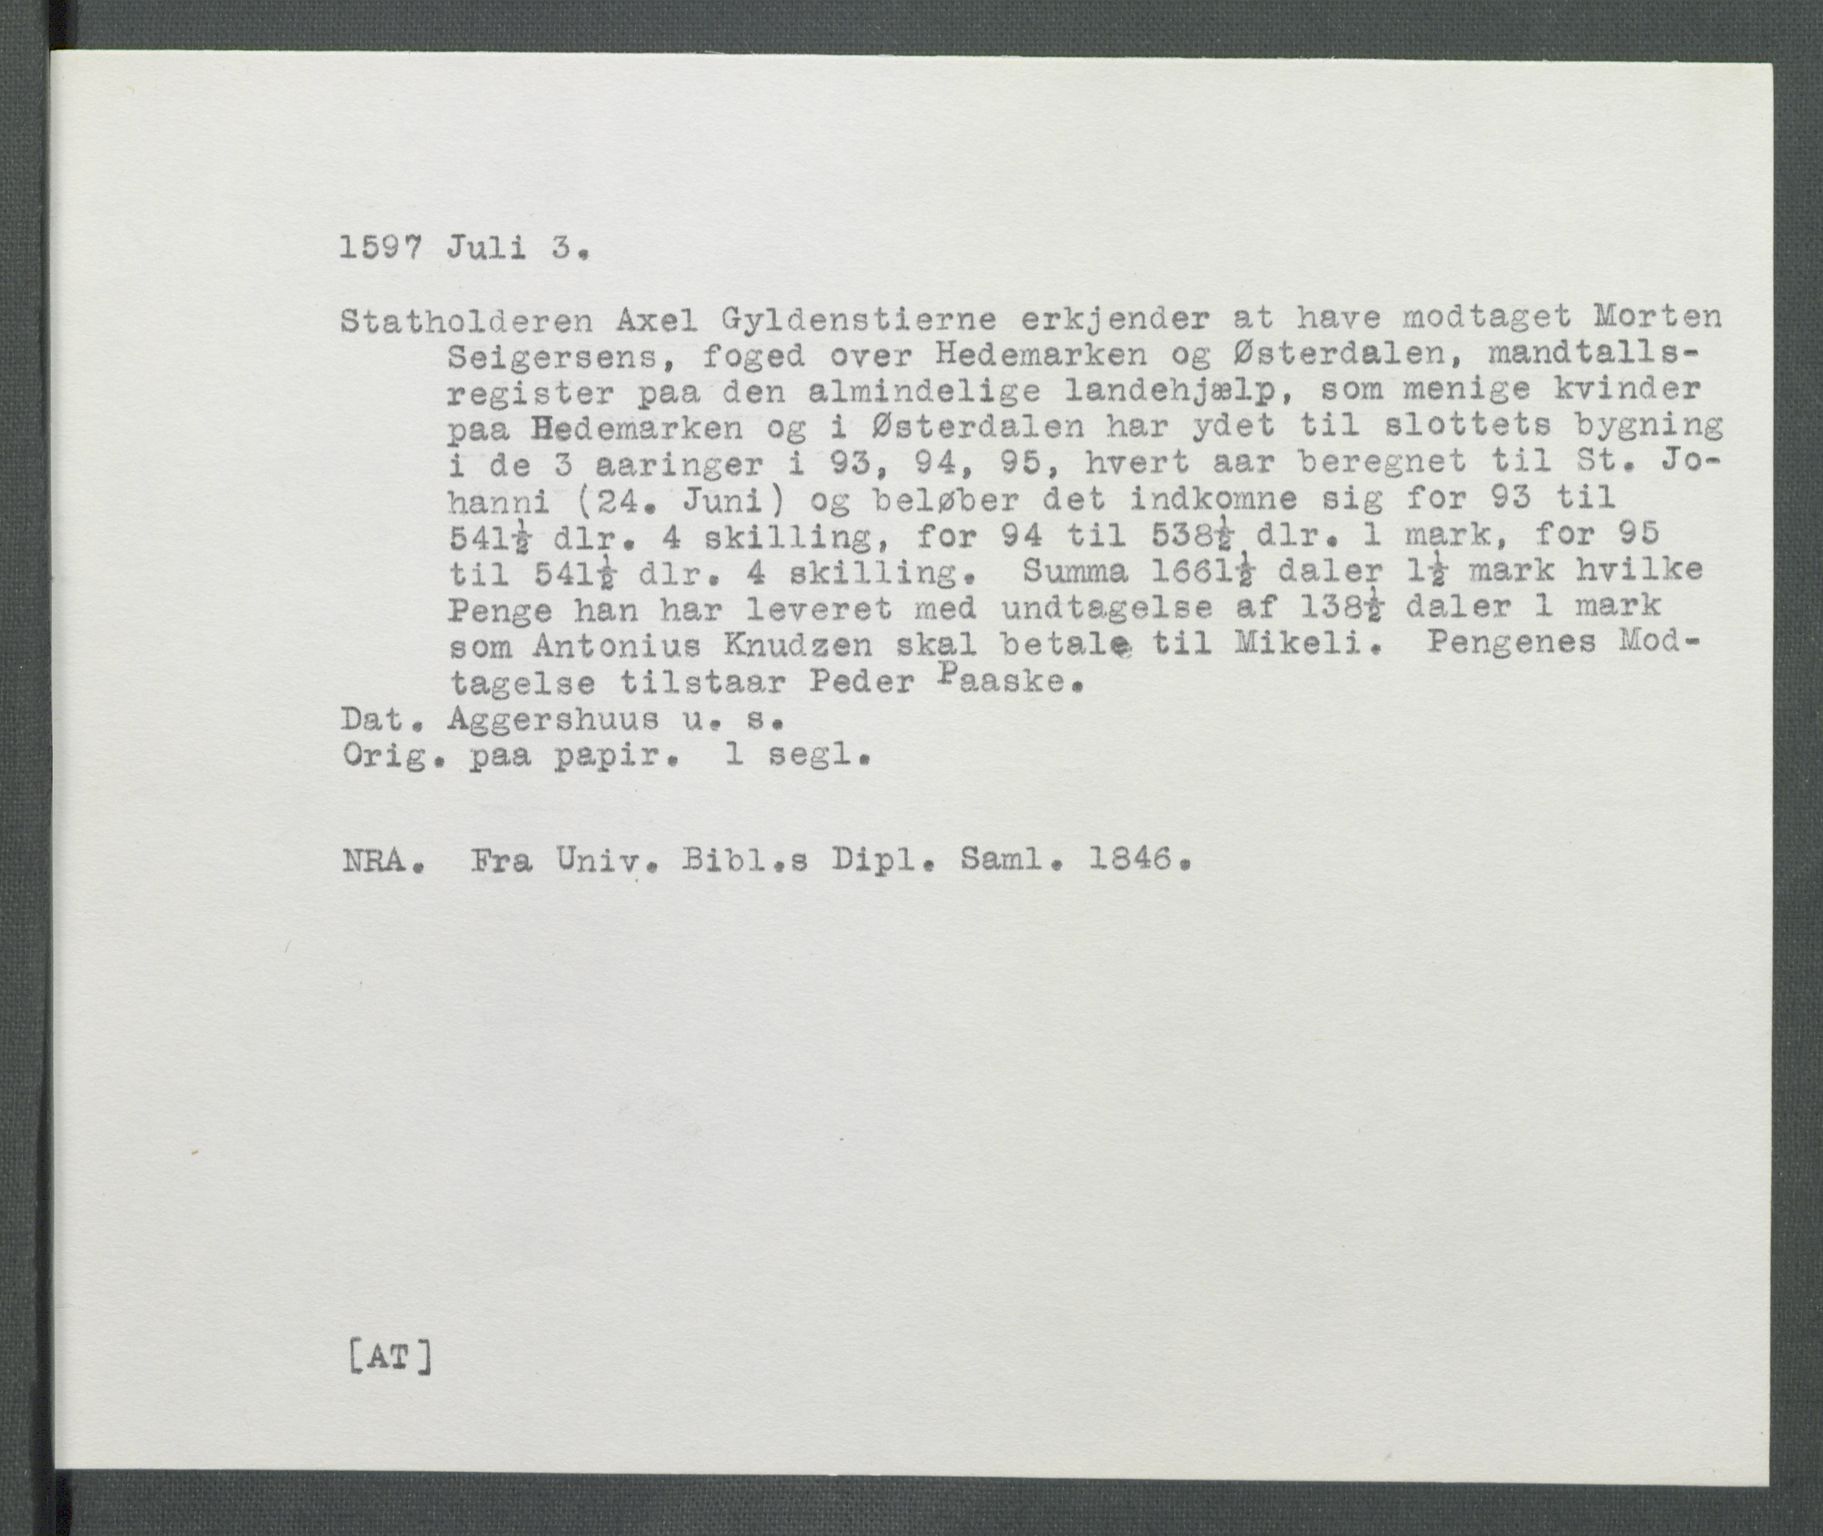 1597 Juli 3.
Statholderen Axel Gyldenstierne erkjender at have modtaget Morten
Seigersens, foged over Hedemarken og Østerdalen, mandtalls-
register paa den almindelige landehjælp, som menige kvinder
paa Hedemarken og i Østerdalen har ydet til slottets bygning
i de 3 aaringer i 93, 94, 95, hvert aar beregnet til St. Jo-
hanni (24. Juni) og beløber det indkomne sig for 93 til
541½ dlr. 4 skilling, for 94 til 538½ dlr. 1 mark, for 95
til 541½ dlr. 4 skilling.  Summa 1661½ daler 1½ mark hvilke
Penge han har leveret med undtagelse af 138½ daler 1 mark
som Antonius Knudzen skal betale til Mikeli.  Pengenes Mod-
tagelse tilstaar Peder Paaske.
Dat. Aggershuus u. s.
Orig. paa papir.  1 segl.
NRA.  Fra Univ. Bibl.s Dipl. Saml. 1846.
[AT]